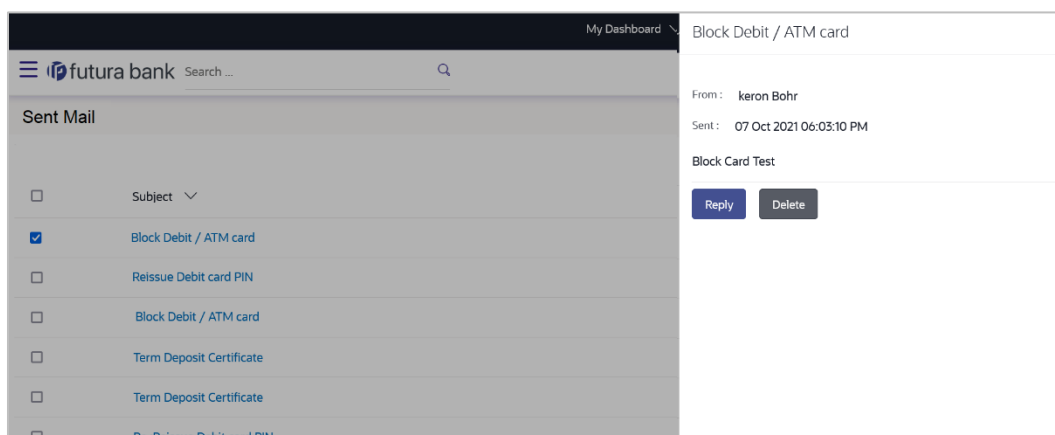 My Dashboard
futura bank Search ...
Sent Mail
Subject
Block Debit / ATM card
Reissue Debit card PIN
Block Debit / ATM card
Term Deposit Certificate
Term Deposit Certificate
Block Debit / ATM card
From : keron Bohr
Sent : 07 Oct 2021 06:03:10 PM
Block Card Test
Reply Delete